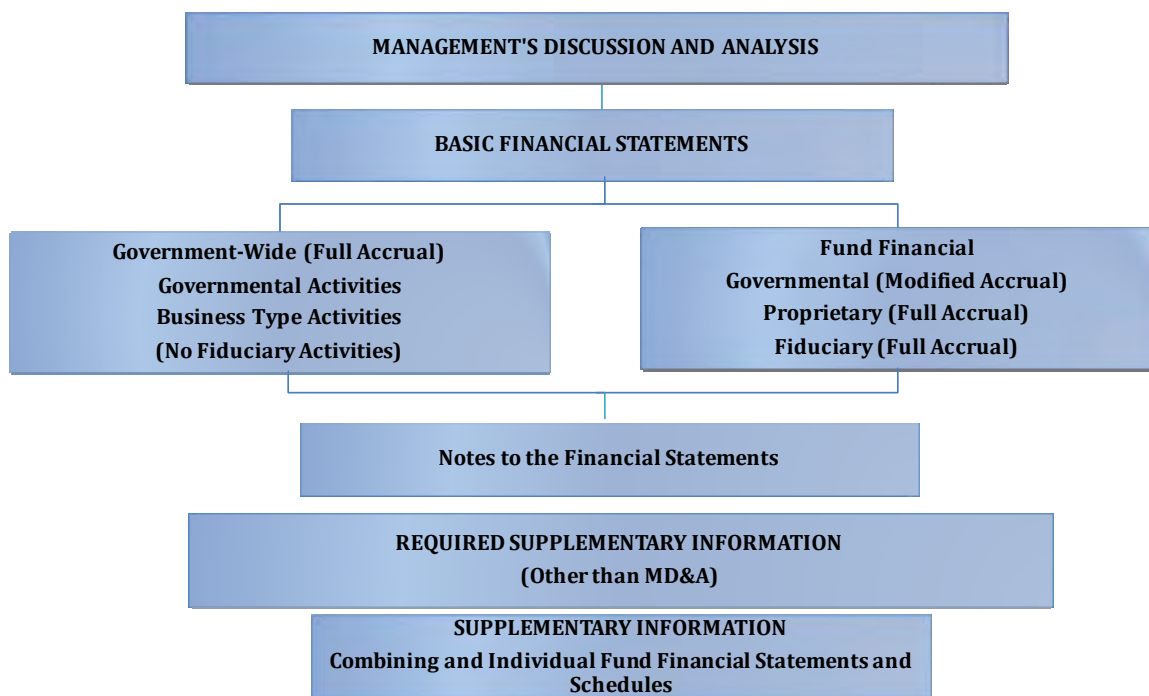 MANAGEMENT'S DISCUSSION AND ANALYSIS
BASIC FINANCIAL STATEMENTS
Government-Wide (Full Accrual)
Governmental Activities
Business Type Activities
(No Fiduciary Activities)
Fund Financial
Governmental (Modified Accrual)
Proprietary (Full Accrual)
Fiduciary (Full Accrual)
Notes to the Financial Statements
REQUIRED SUPPLEMENTARY INFORMATION
(Other than MD&A)
SUPPLEMENTARY INFORMATION
Combining and Individual Fund Financial Statements and
Schedules